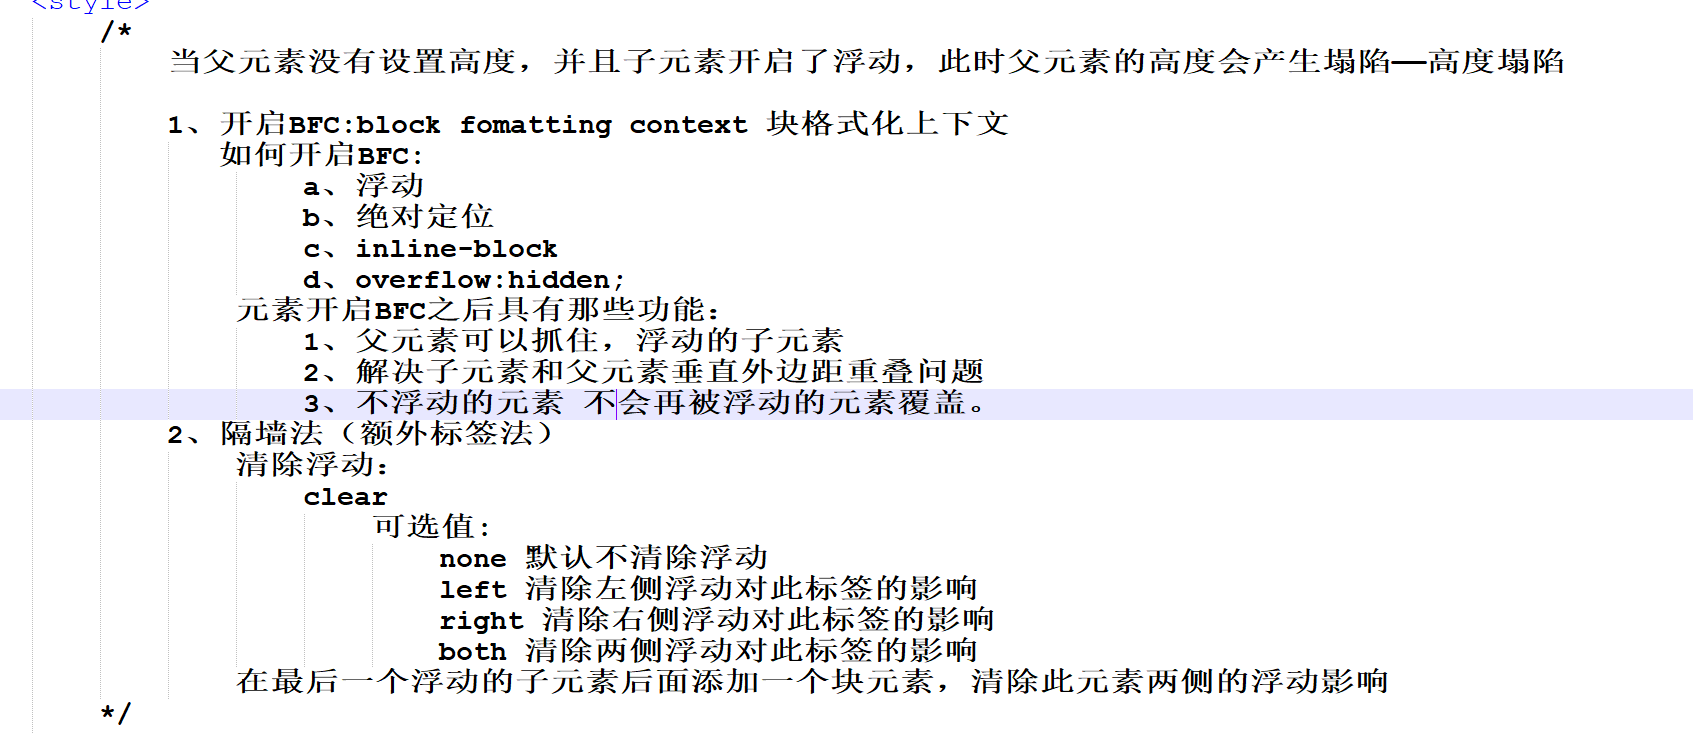 <style>
/*
当父元素没有设置高度，并且子元素开启了浮动，此时父元素的高度会产生塌陷——高度塌陷
1、开启BFC:block fomatting context 块格式化上下文
如何开启BFC:
a、浮动
b、绝对定位
c、inline-block
d、overflow:hidden;
元素开启BFC之后具有那些功能：
1、父元素可以抓住，浮动的子元素
2、解决子元素和父元素垂直外边距重叠问题
3、不浮动的元素 不会再被浮动的元素覆盖。
2、隔墙法（额外标签法）
清除浮动：
clear
可选值：
none 默认不清除浮动
left 清除左侧浮动对此标签的影响
right 清除右侧浮动对此标签的影响
both 清除两侧浮动对此标签的影响
在最后一个浮动的子元素后面添加一个块元素，清除此元素两侧的浮动影响
*/